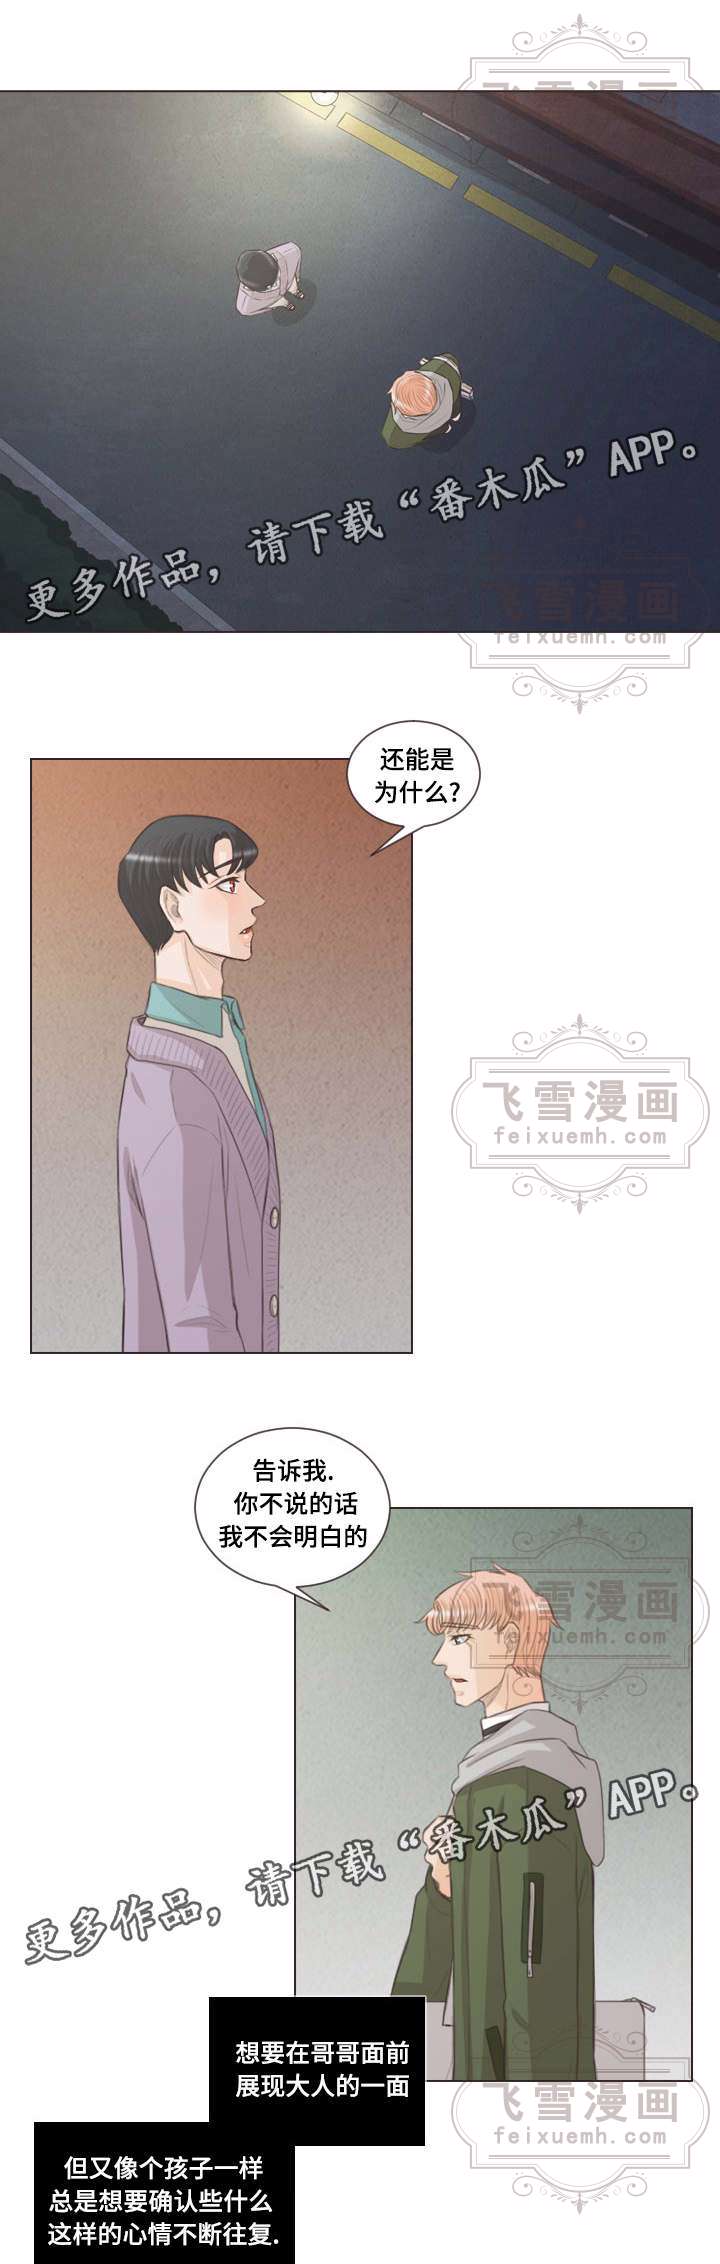 飞雪漫画
更多作品，请下载“番木瓜”APP。
飞雪漫画
feixuemh.com
还能是
为什么?
飞雪漫画
feixuemh.com
告诉我.
你不说的话
我不会明白的
飞雪漫画
feixuemh.com
更多作品，请下载“番木瓜”APP。
想要在哥哥面前
展现大人的一面
飞雪漫画
feixuemh.com
但又像个孩子一样
总是想要确认些什么
这样的心情不断往复.